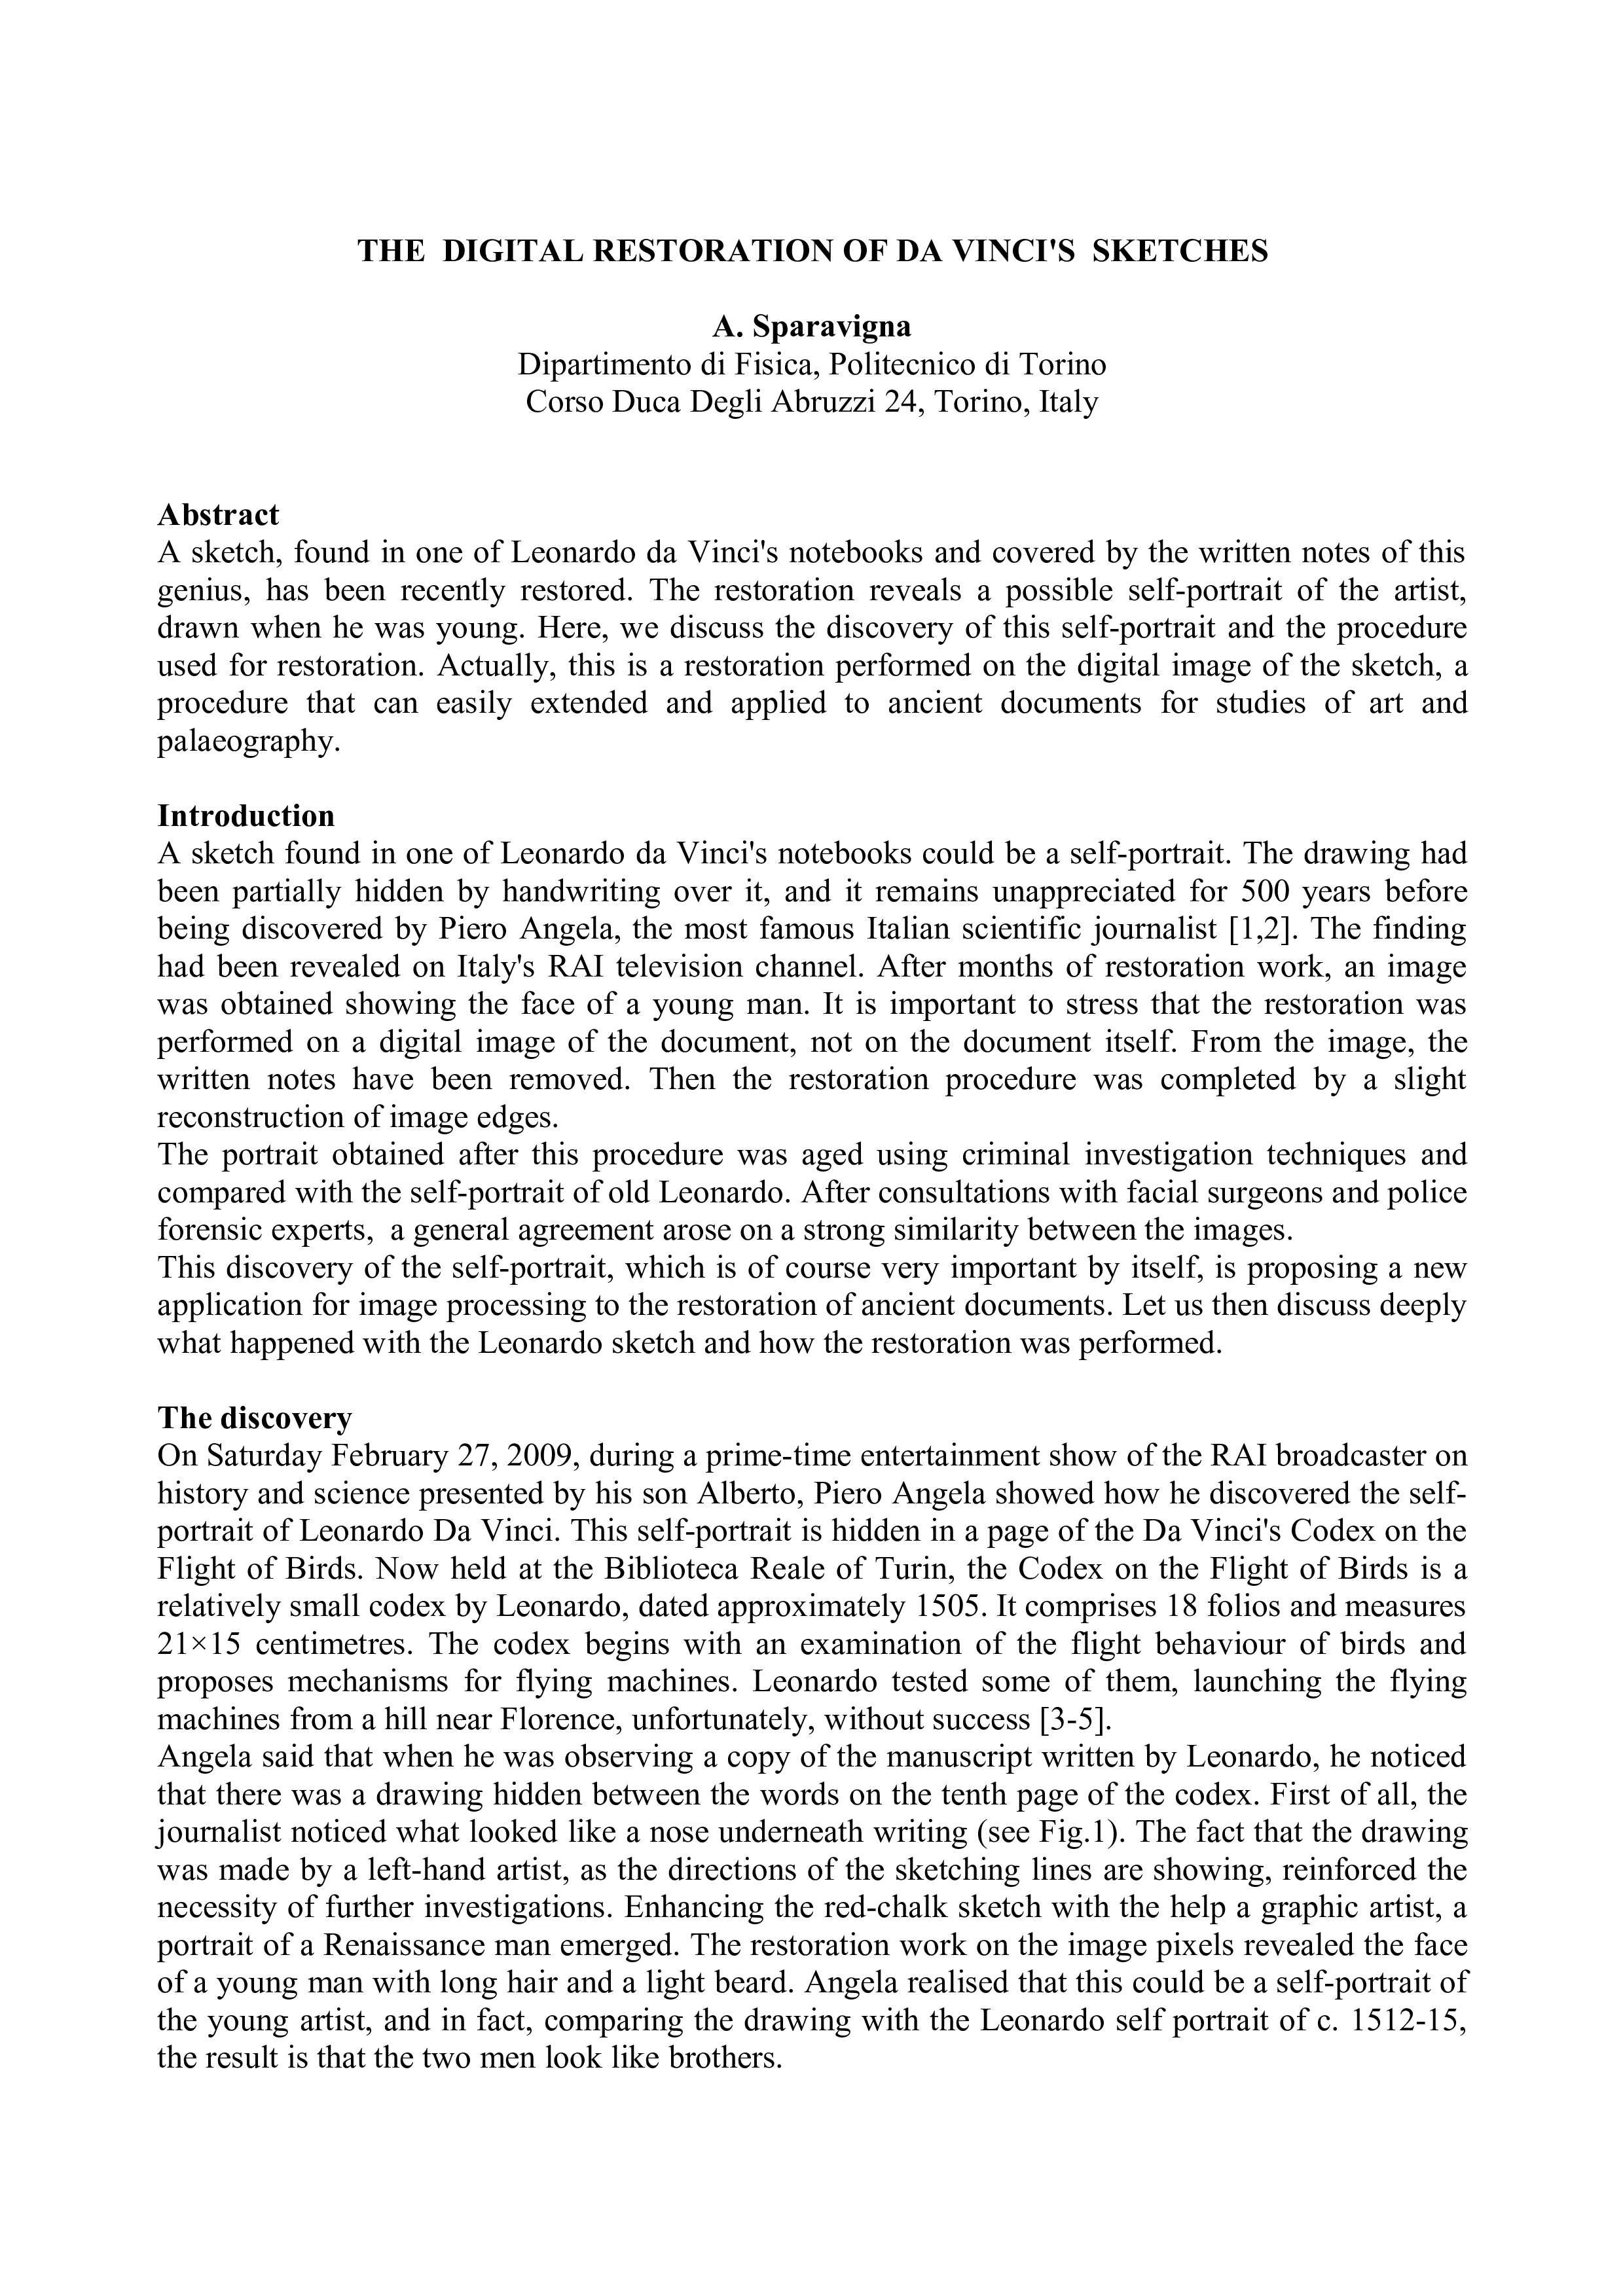 THE DIGITAL RESTORATION OF DA VINCI'S SKETCHES
A. Sparavigna
Dipartimento di Fisica, Politecnico di Torino
Corso Duca Degli Abruzzi 24, Torino, Italy
Abstract
A sketch, found in one of Leonardo da Vinci's notebooks and covered by the written notes of this
genius, has been recently restored. The restoration reveals a possible self-portrait of the artist,
drawn when he was young. Here, we discuss the discovery of this self-portrait and the procedure
used for restoration. Actually, this is a restoration performed on the digital image of the sketch, a
procedure that can easily extended and applied to ancient documents for studies of art and
palaeography.
Introduction
A sketch found in one of Leonardo da Vinci's notebooks could be a self-portrait. The drawing had
been partially hidden by handwriting over it, and it remains unappreciated for 500 years before
being discovered by Piero Angela, the most famous Italian scientific journalist [1,2]. The finding
had been revealed on Italy's RAI television channel. After months of restoration work, an image
was obtained showing the face of a young man. It is important to stress that the restoration was
performed on a digital image of the document, not on the document itself. From the image, the
written notes have been removed. Then the restoration procedure was completed by a slight
reconstruction of image edges.
The portrait obtained after this procedure was aged using criminal investigation techniques and
compared with the self-portrait of old Leonardo. After consultations with facial surgeons and police
forensic experts, a general agreement arose on a strong similarity between the images.
This discovery of the self-portrait, which is of course very important by itself, is proposing a new
application for image processing to the restoration of ancient documents. Let us then discuss deeply
what happened with the Leonardo sketch and how the restoration was performed.
The discovery
On Saturday February 27, 2009, during a prime-time entertainment show of the RAI broadcaster on
history and science presented by his son Alberto, Piero Angela showed how he discovered the self-
portrait of Leonardo Da Vinci. This self-portrait is hidden in a page of the Da Vinci's Codex on the
Flight of Birds. Now held at the Biblioteca Reale of Turin, the Codex on the Flight of Birds is a
relatively small codex by Leonardo, dated approximately 1505. It comprises 18 folios and measures
21×15 centimetres. The codex begins with an examination of the flight behaviour of birds and
proposes mechanisms for flying machines. Leonardo tested some of them, launching the flying
machines from a hill near Florence, unfortunately, without success [3-5].
Angela said that when he was observing a copy of the manuscript written by Leonardo, he noticed
that there was a drawing hidden between the words on the tenth page of the codex. First of all, the
journalist noticed what looked like a nose underneath writing (see Fig.1). The fact that the drawing
was made by a left-hand artist, as the directions of the sketching lines are showing, reinforced the
necessity of further investigations. Enhancing the red-chalk sketch with the help a graphic artist, a
portrait of a Renaissance man emerged. The restoration work on the image pixels revealed the face
of a young man with long hair and a light beard. Angela realised that this could be a self-portrait of
the young artist, and in fact, comparing the drawing with the Leonardo self portrait of c. 1512-15,
the result is that the two men look like brothers.